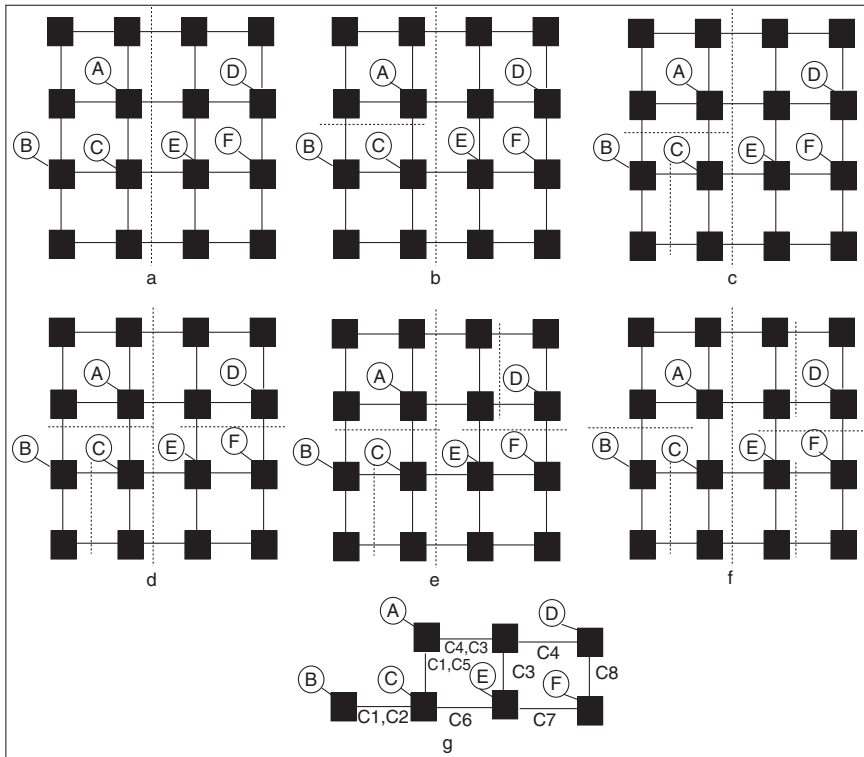 A D
B C E F
a
A D
B C E F
b
A D
B C E F
c
A D
B C E F
d
A D
B C E F
e
A D
B C E F
f
A D
C4,C3 C4
C1,C5 C3 C8
B C E F
C1,C2 C6 C7
g